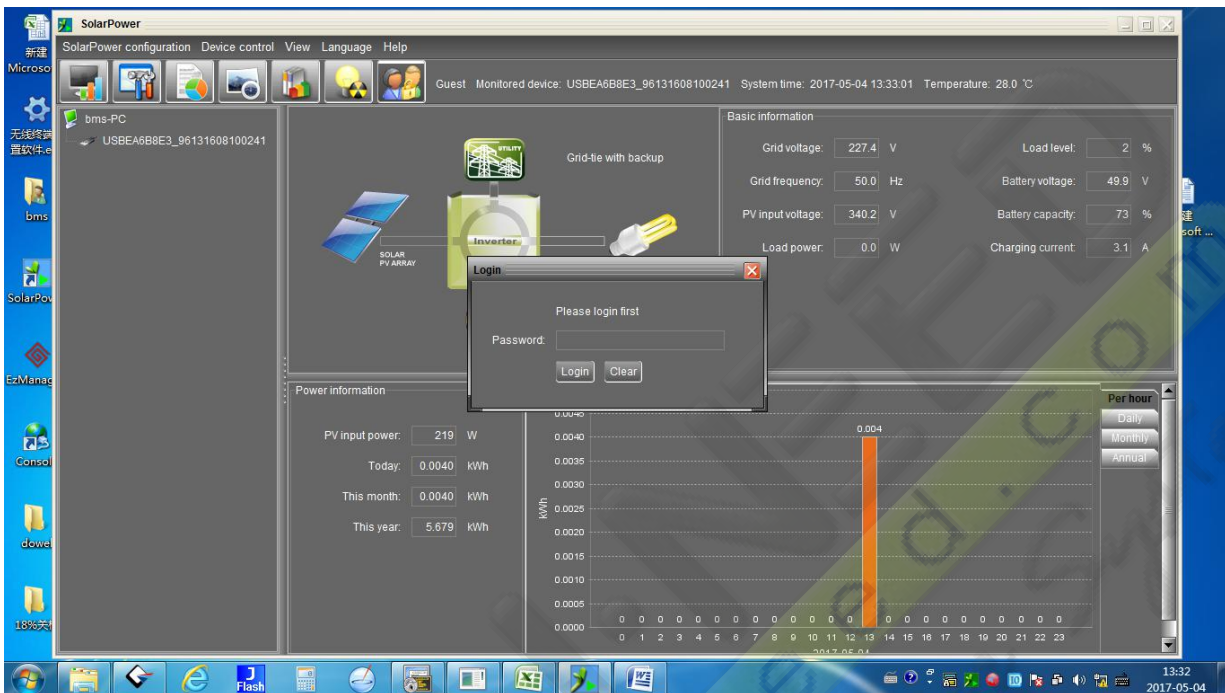 SolarPower
SolarPower configuration Device control View Language Help
Guest Monitored device: USBEA6B8E3_96131608100241 System time: 2017-05-04 13:33:01 Temperature: 28.0 ℃
bms-PC
USBEA6B8E3_96131608100241
UTILITY
Grid-tie with backup
Inverter
SOLAR
PV ARRAY
Basic information
Grid voltage: 227.4 V Load level: 2 %
Grid frequency: 50.0 Hz Battery voltage: 49.9 V
PV input voltage: 340.2 V Battery capacity: 73 %
Load power: 0.0 W Charging current: 3.1 A
Login
Please login first
Password:
Login Clear
Power information
PV input power: 219 W
Today: 0.0040 kWh
This month: 0.0040 kWh
This year: 5.679 kWh
Per hour
Daily
Monthly
Annual
kWh
0.0045
0.0040
0.0035
0.0030
0.0025
0.0020
0.0015
0.0010
0.0005
0.0000
0.004
0 0 0 0 0 0 0 0 0 0 0 0 0 0 0 0 0 0 0 0 0 0 0
0 1 2 3 4 5 6 7 8 9 10 11 12 13 14 15 16 17 18 19 20 21 22 23
2017-05-04
新建
Microso
无线终端
置软件.e
bms
SolarPov
EzManag
Consol
dowel
18%关
建
soft ...
J
Flash
13:32
2017-05-04